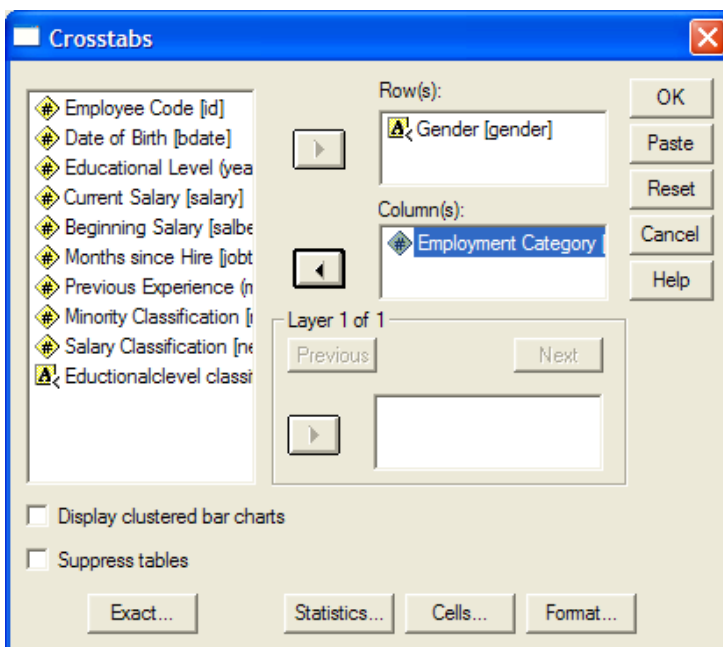 Crosstabs
Employee Code [id]
Date of Birth [bdate]
Educational Level (yea
Current Salary [salary]
Beginning Salary [salbe
Months since Hire [jobt
Previous Experience (m
Minority Classification [
Salary Classification [ne
Eductionalclevel classif
Row(s):
Gender [gender]
Column(s):
Employment Category [
Layer 1 of 1
Previous
Next
OK
Paste
Reset
Cancel
Help
Display clustered bar charts
Suppress tables
Exact...
Statistics...
Cells...
Format...